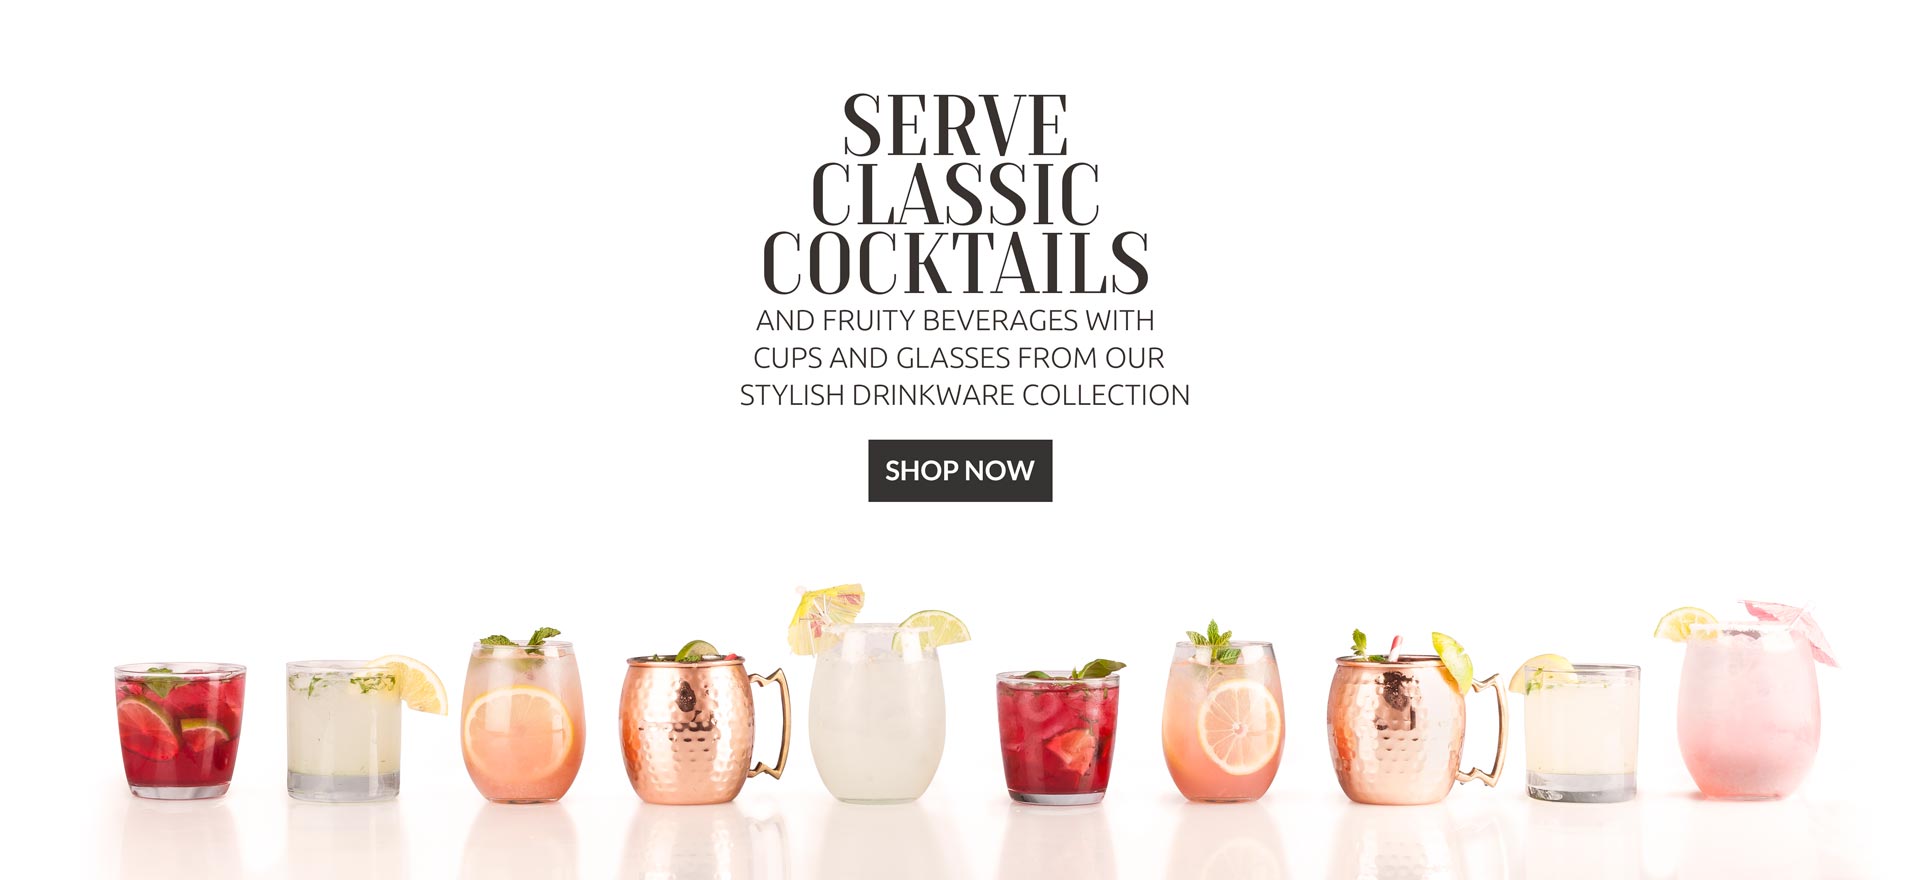 SERVE
CLASSIC
COCKTAILS
AND FRUITY BEVERAGES WITH
CUPS AND GLASSES FROM OUR
STYLISH DRINKWARE COLLECTION
SHOP NOW